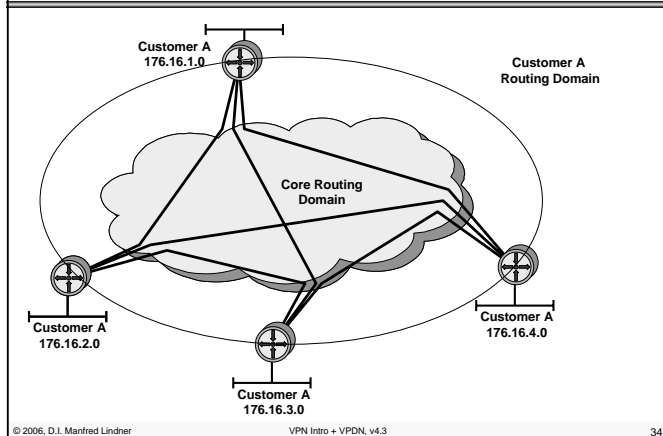 Customer A
176.16.1.0
Customer A
Routing Domain
Core Routing
Domain
Customer A
176.16.2.0
Customer A
176.16.3.0
Customer A
176.16.4.0
© 2006, D.I. Manfred Lindner
VPN Intro + VPDN, v4.3
34